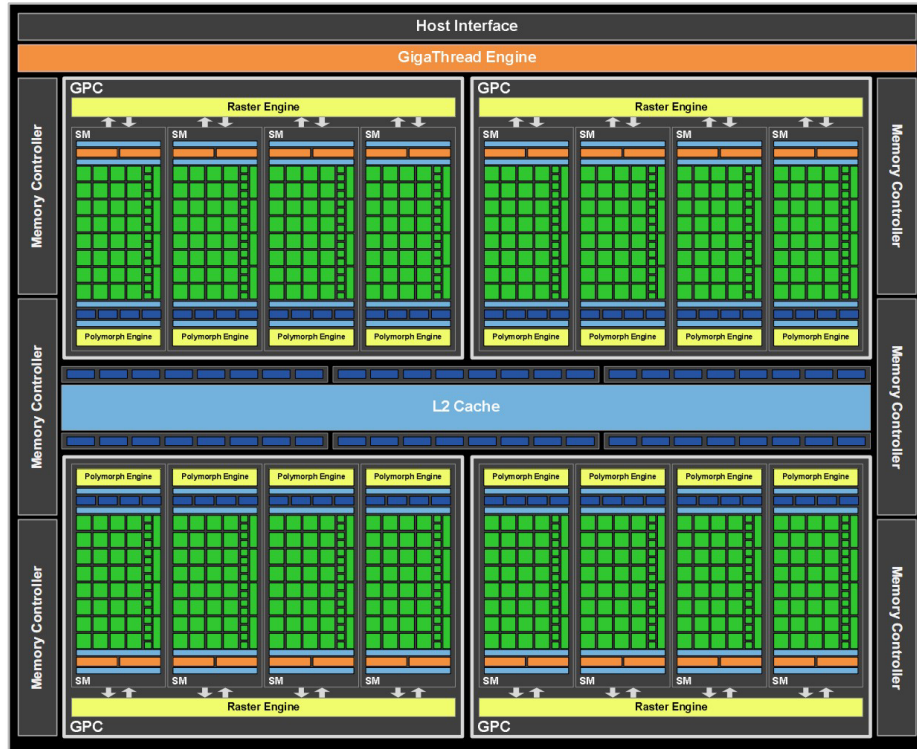 Host Interface
GigaThread Engine
Memory Controller
GPC
Raster Engine
SM SM SM SM
Polymorph Engine Polymorph Engine Polymorph Engine Polymorph Engine
GPC
Raster Engine
SM SM SM SM
Polymorph Engine Polymorph Engine Polymorph Engine Polymorph Engine
Memory Controller
Memory Controller
L2 Cache
Memory Controller
Memory Controller
Polymorph Engine Polymorph Engine Polymorph Engine Polymorph Engine
SM SM SM SM
Raster Engine
GPC
Polymorph Engine Polymorph Engine Polymorph Engine Polymorph Engine
SM SM SM SM
Raster Engine
GPC
Memory Controller